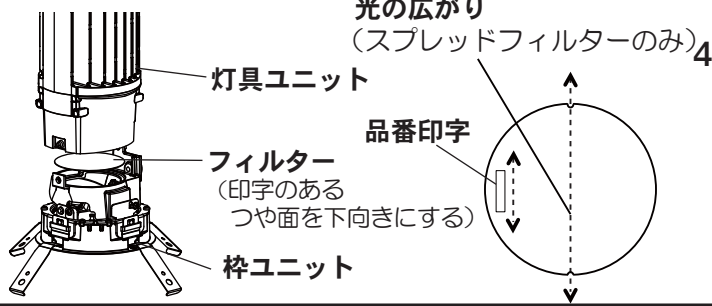 光の広がり
（スプレッドフィルターのみ）
4
灯具ユニット
品番印字
フィルター
（印字のある
つや面を下向きにする）
枠ユニット